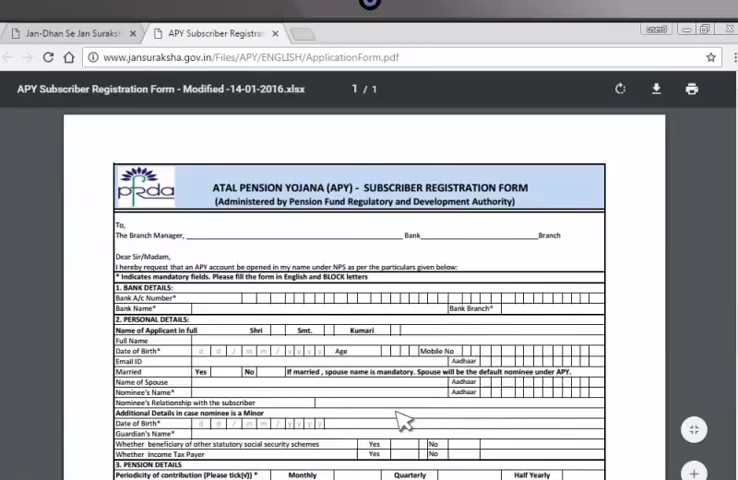 Jan-Dhan Se Jan Suraks
APY Subscriber Registrat
user0
www.jansuraksha.gov.in/Files/APY/ENGLISH/ApplicationForm.pdf
APY Subscriber Registration Form - Modified -14-01-2016.xlsx
1 / 1
prda
ATAL PENSION YOJANA (APY) - SUBSCRIBER REGISTRATION FORM
(Administered by Pension Fund Regulatory and Development Authority)
To,
The Branch Manager, ____ Bank____ Branch
Dear Sir/Madam,
I hereby request that an APY account be opened in my name under NPS as per the particulars given below:
* Indicates mandatory fields. Please fill the form in English and BLOCK letters
1. BANK DETAILS:
Bank A/c Number*
Bank Name* Bank Branch*
2. PERSONAL DETAILS:
Name of Applicant in full Shri Smt. Kumari
Full Name
Date of Birth* d d / m m / y y y y Age Mobile No
Email ID Aadhaar
Married Yes No If married , spouse name is mandatory. Spouse will be the default nominee under APY.
Name of Spouse Aadhaar
Nominee's Name* Aadhaar
Nominee's Relationship with the subscriber
Additional Details in case nominee is a Minor
Date of Birth* d d / m m / y y y y
Guardian's Name*
Whether beneficiary of other statutory social security schemes Yes No
Whether Income Tax Payer Yes No
3. PENSION DETAILS
Periodicity of contribution (Please tick(√)) * Monthly Quarterly Half Yearly